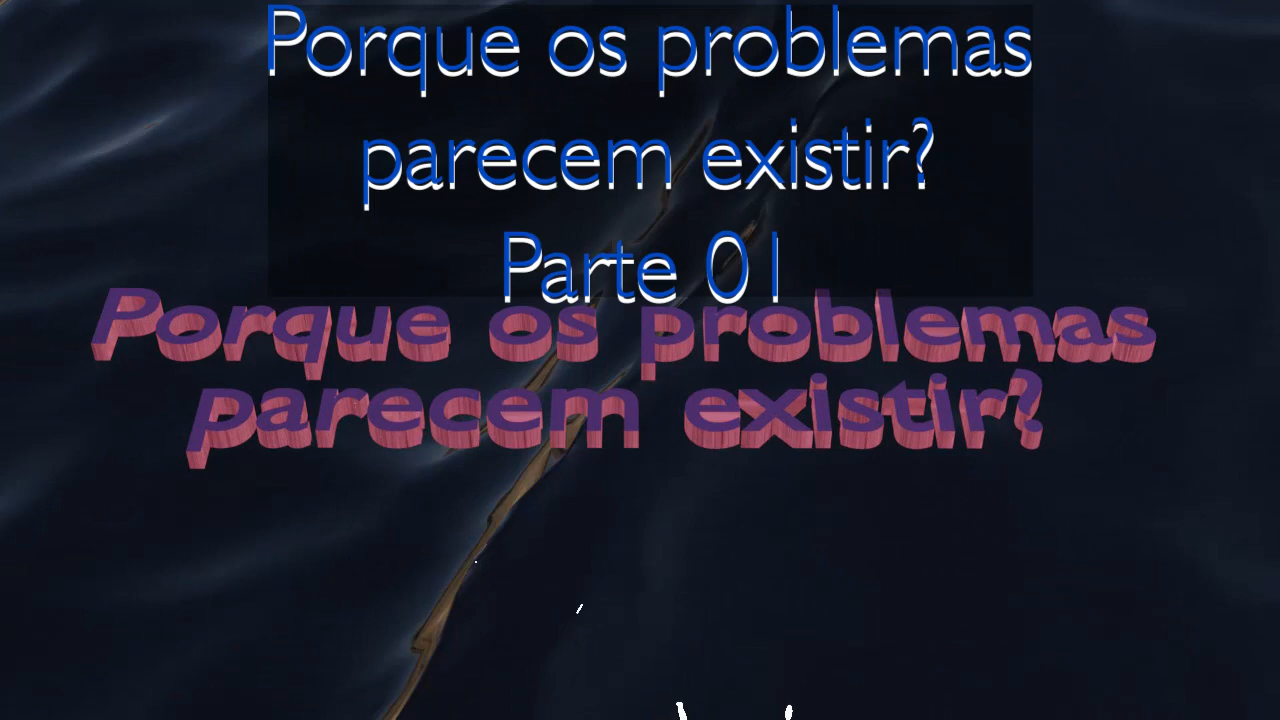 Porque os problemas
parecem existir?
Parte 01
Porque os problemas
parecem existir?